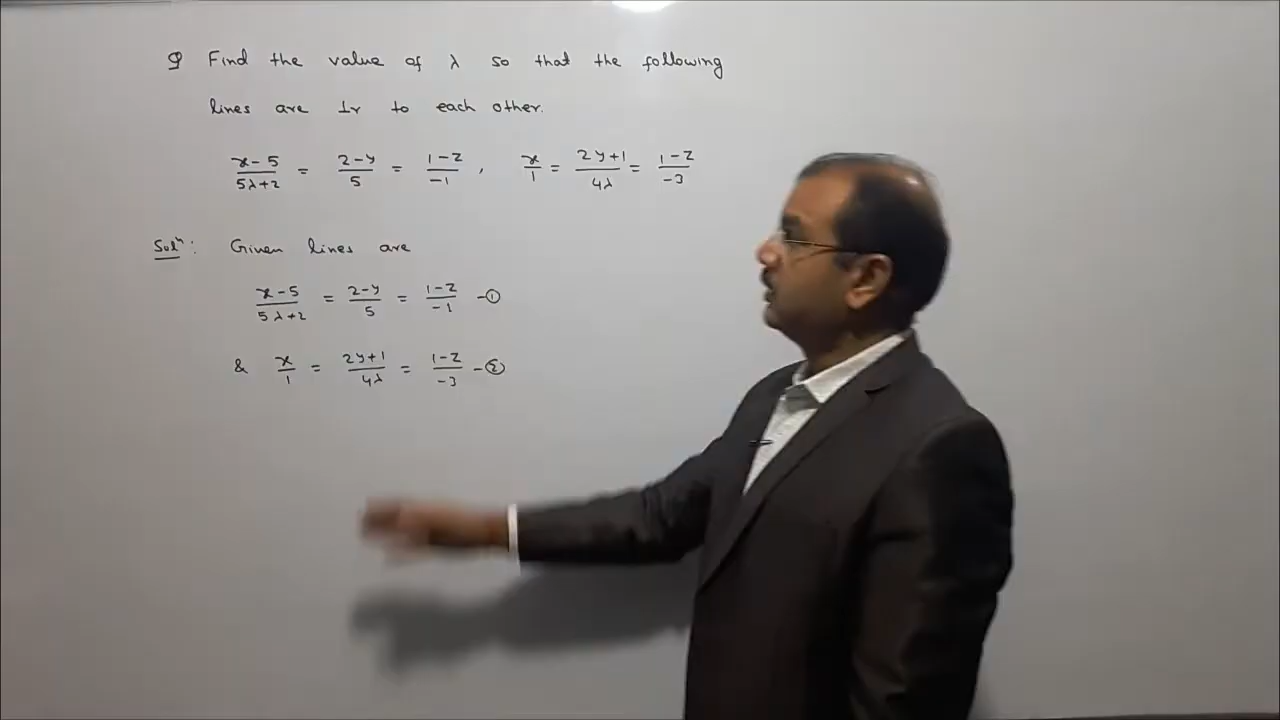 Q Find the value of λ so that the following
lines are ⊥r to each other.
x-5/5λ+2 = 2-y/5 = 1-z/-1 , x/1 = 2y+1/4λ = 1-z/-3
Solⁿ: Given lines are
x-5/5λ+2 = 2-y/5 = 1-z/-1 -①
& x/1 = 2y+1/4λ = 1-z/-3 -②